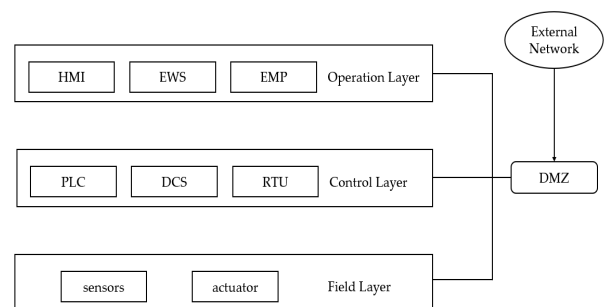 External
Network
HMI
EWS
EMP
Operation Layer
PLC
DCS
RTU
Control Layer
DMZ
sensors
actuator
Field Layer